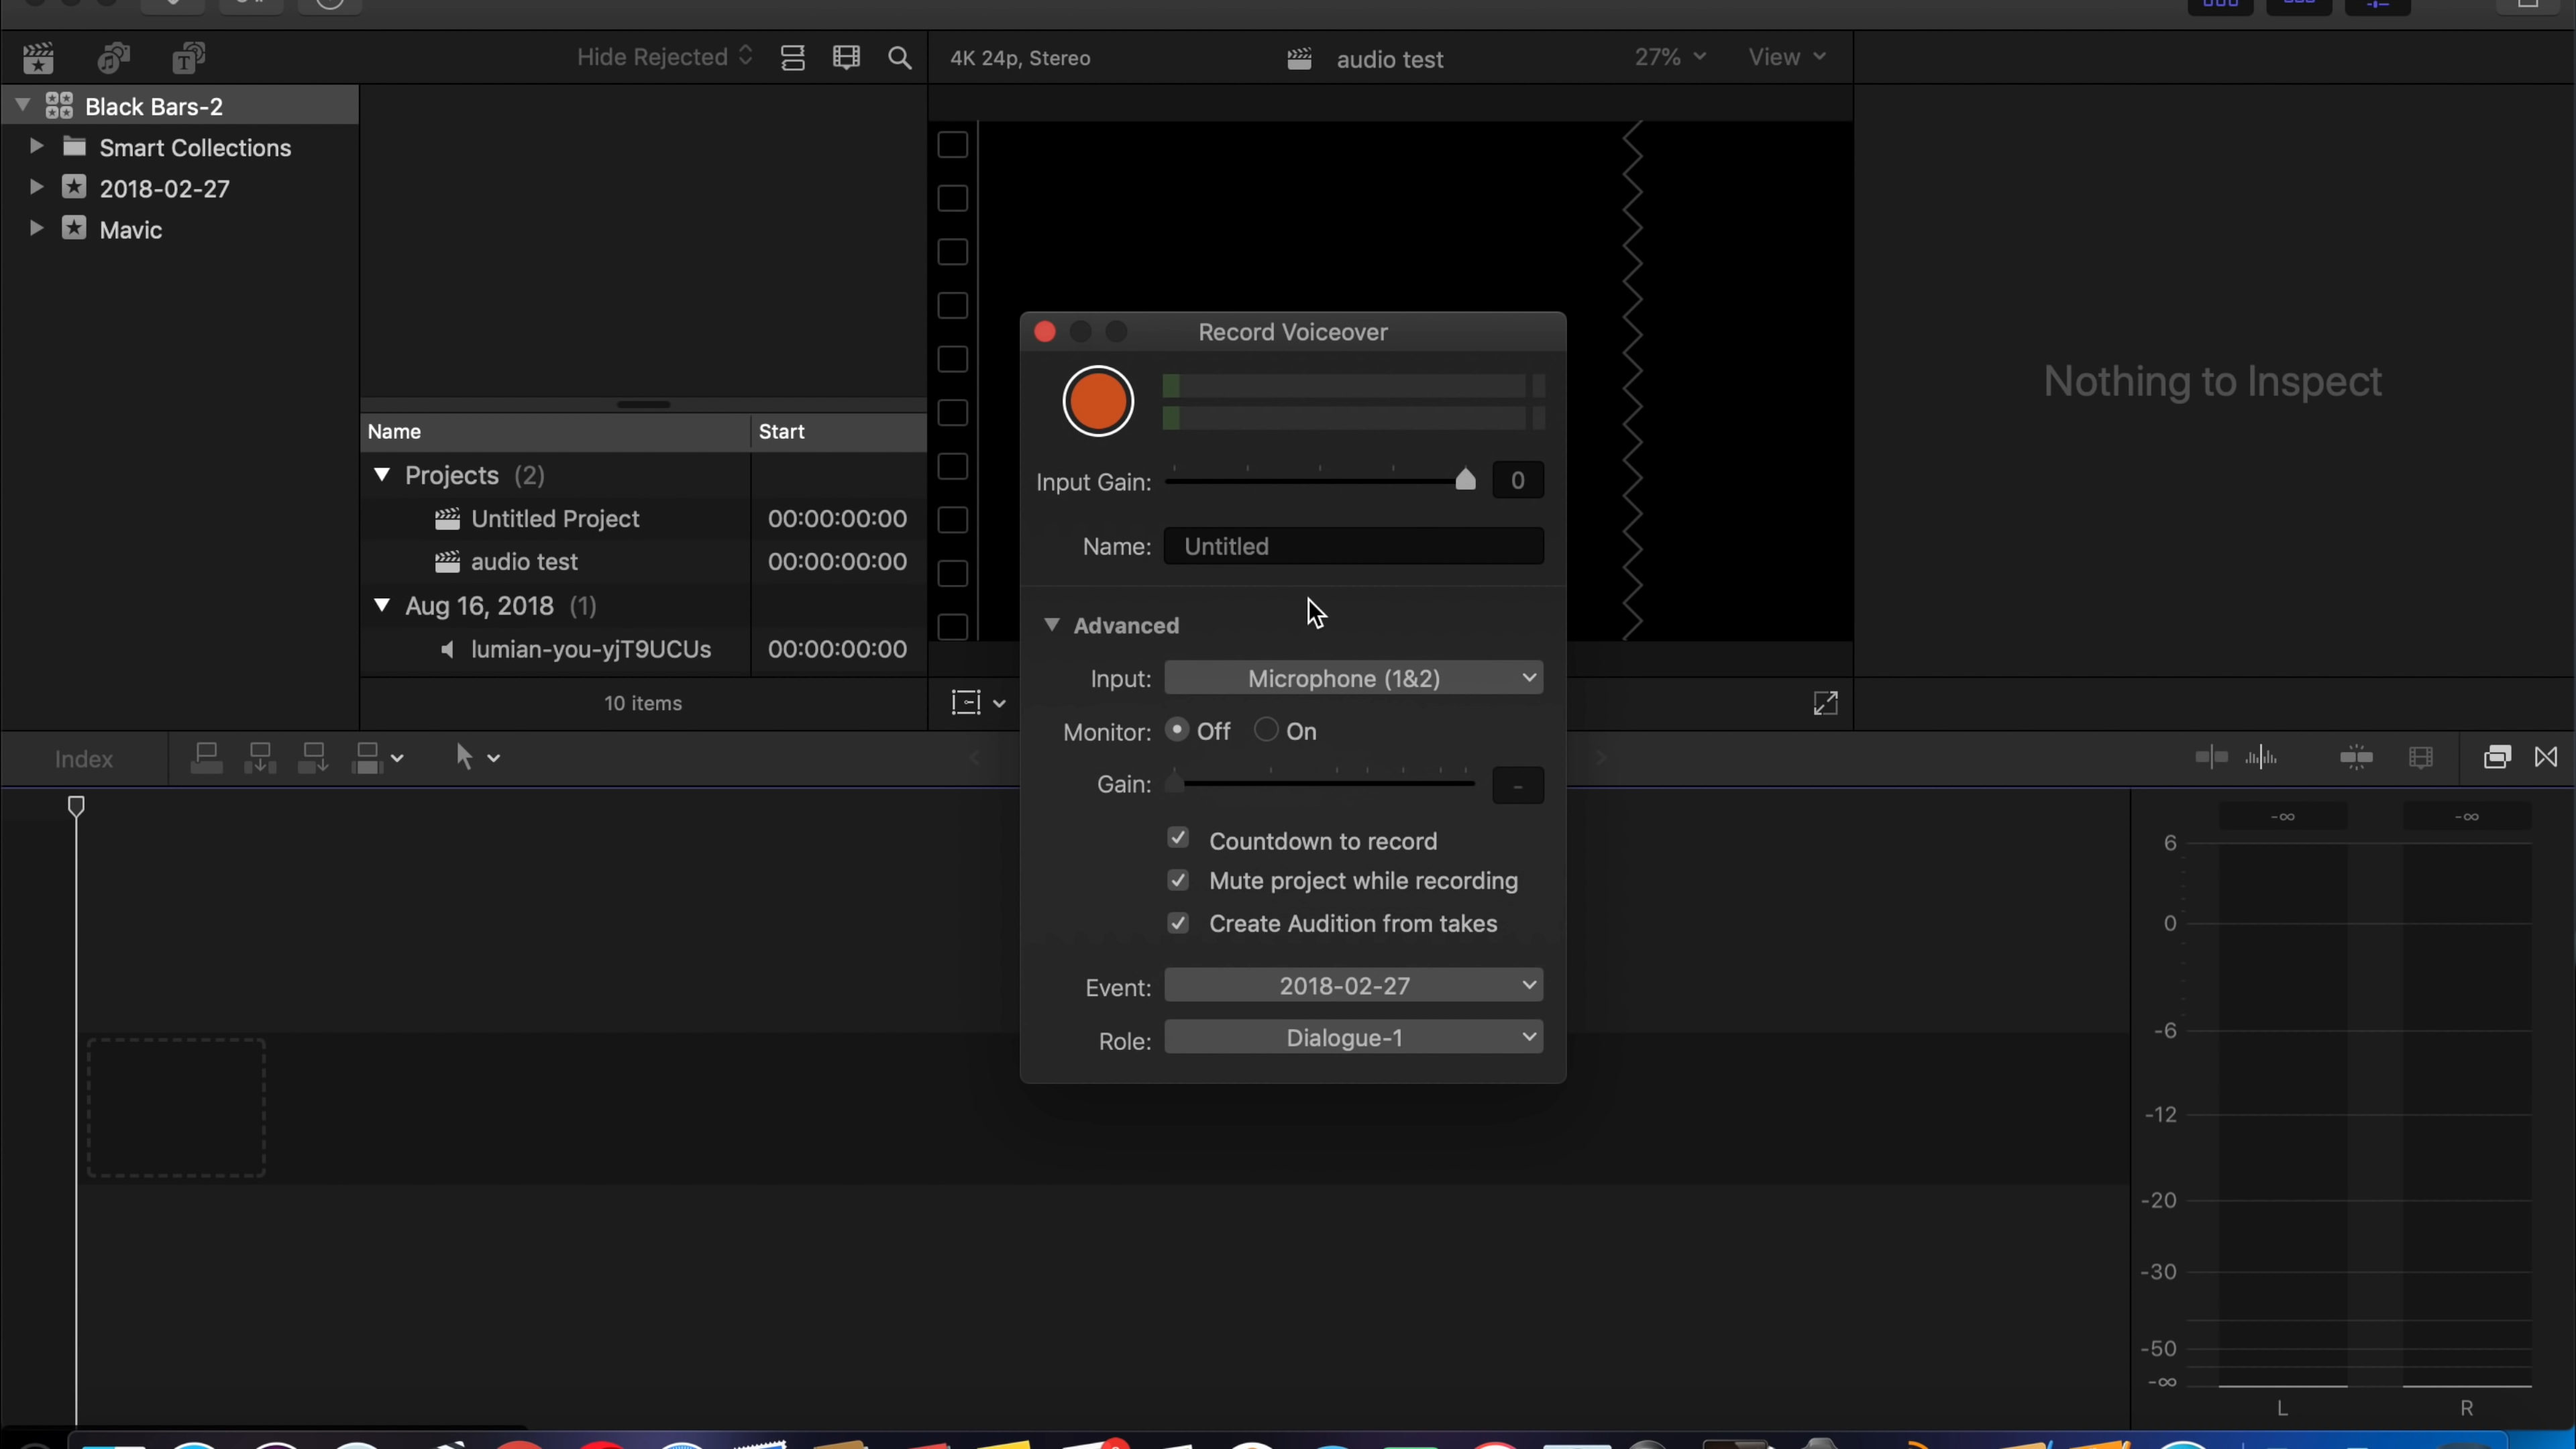 Hide Rejected
4K 24p, Stereo
audio test
27%
View
Black Bars-2
Smart Collections
2018-02-27
Mavic
Name
Start
Projects (2)
Untitled Project
00:00:00:00
audio test
00:00:00:00
Aug 16, 2018 (1)
lumian-you-yjT9UCUs
00:00:00:00
10 items
Record Voiceover
Input Gain:
0
Name:
Untitled
Advanced
Input:
Microphone (1&2)
Monitor:
Off
On
Gain:
-
Countdown to record
Mute project while recording
Create Audition from takes
Event:
2018-02-27
Role:
Dialogue-1
Nothing to Inspect
Index
-∞
-∞
6
0
-6
-12
-20
-30
-50
-∞
L
R